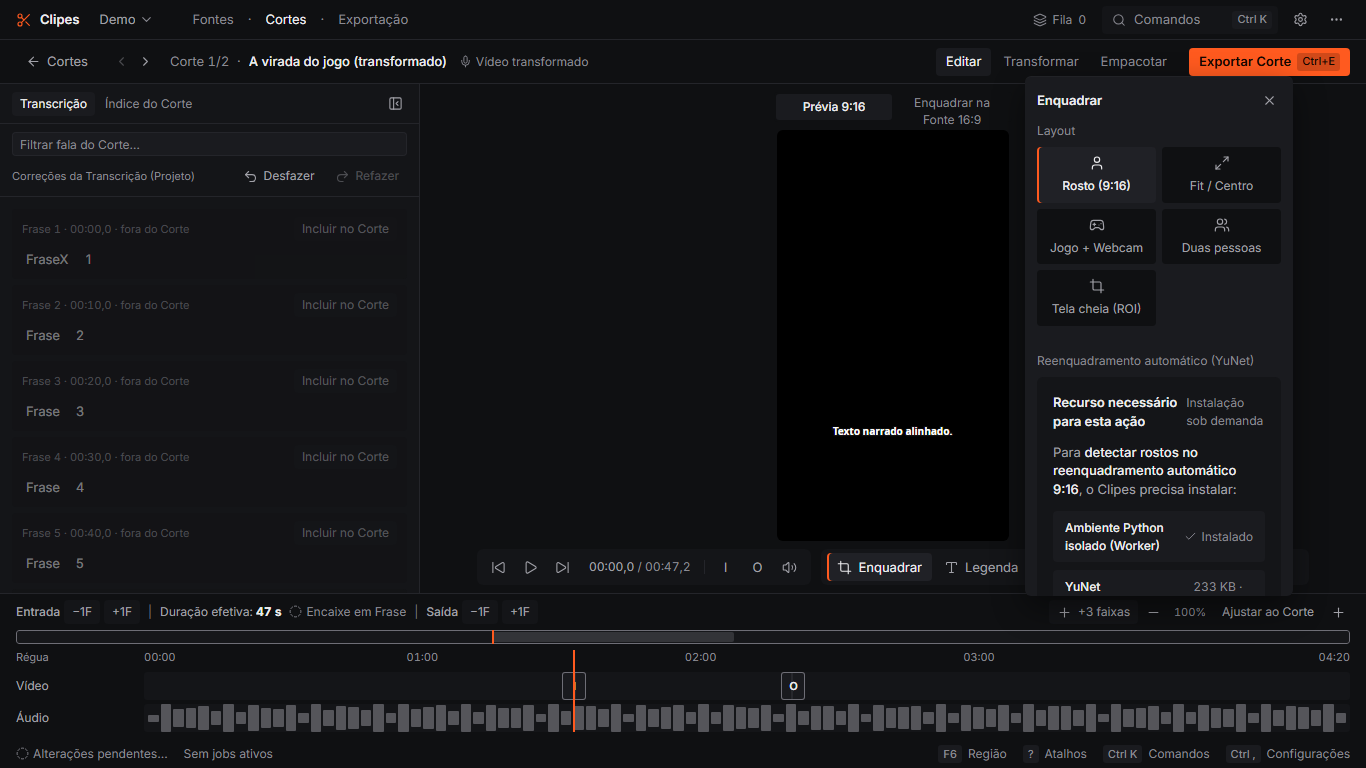 Clipes Demo Fontes · Cortes · Exportação Fila 0 Comandos Ctrl K
Cortes Corte 1/2 · A virada do jogo (transformado) Vídeo transformado Editar Transformar Empacotar Exportar Corte Ctrl+E
Transcrição Índice do Corte
Filtrar fala do Corte...
Correções da Transcrição (Projeto) Desfazer Refazer
Frase 1 · 00:00,0 · fora do Corte Incluir no Corte
FraseX 1
Frase 2 · 00:10,0 · fora do Corte Incluir no Corte
Frase 2
Frase 3 · 00:20,0 · fora do Corte Incluir no Corte
Frase 3
Frase 4 · 00:30,0 · fora do Corte Incluir no Corte
Frase 4
Frase 5 · 00:40,0 · fora do Corte Incluir no Corte
Frase 5
Prévia 9:16
Enquadrar na
Fonte 16:9
Texto narrado alinhado.
00:00,0 / 00:47,2 I O Enquadrar Legenda
Enquadrar
Layout
Rosto (9:16) Fit / Centro
Jogo + Webcam Duas pessoas
Tela cheia (ROI)
Reenquadramento automático (YuNet)
Recurso necessário
para esta ação
Instalação
sob demanda
Para detectar rostos no
reenquadramento automático
9:16, o Clipes precisa instalar:
Ambiente Python
isolado (Worker)
Instalado
YuNet 233 KB ·
Entrada −1F +1F | Duração efetiva: 47 s Encaixe em Frase | Saída −1F +1F +3 faixas 100% Ajustar ao Corte
Régua 00:00 01:00 02:00 03:00 04:20
Vídeo I O
Áudio
Alterações pendentes... Sem jobs ativos F6 Região ? Atalhos Ctrl K Comandos Ctrl , Configurações